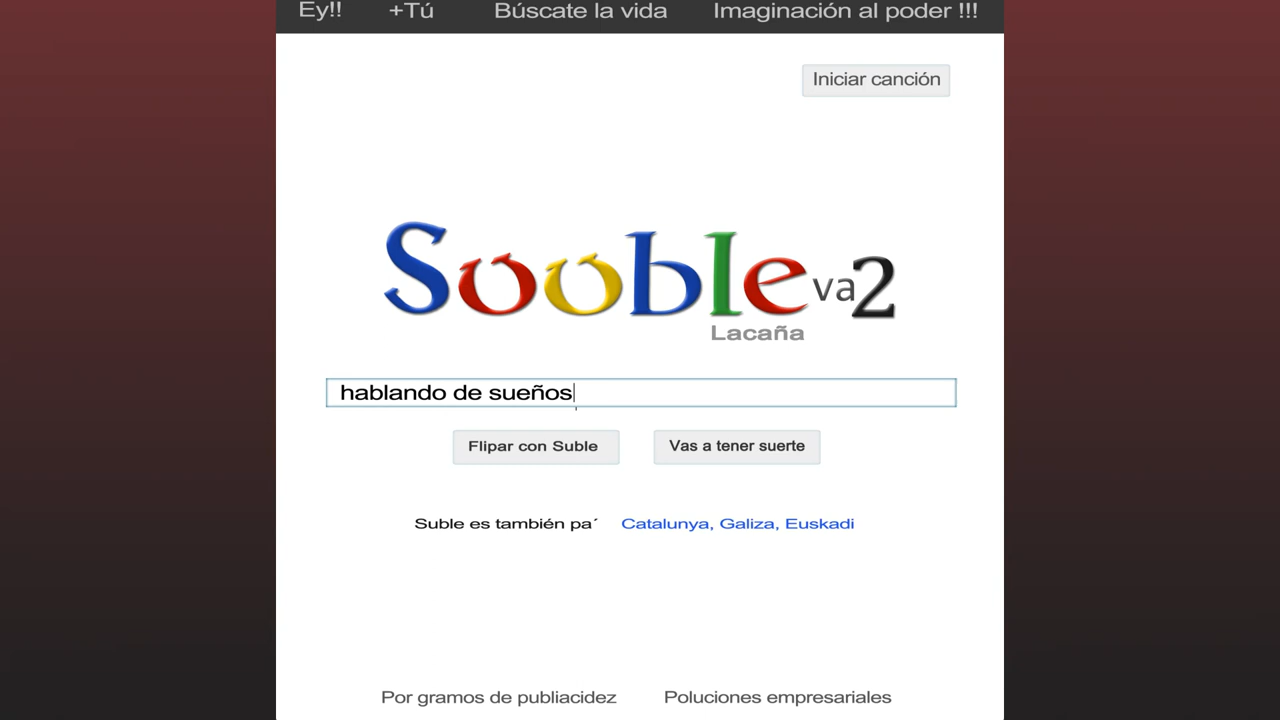 Ey!! +Tú Búscate la vida Imaginación al poder !!!
Iniciar canción
Sooble va2
Lacaña
hablando de sueños
Flipar con Suble Vas a tener suerte
Suble es también pa´ Catalunya, Galiza, Euskadi
Por gramos de publiacidez Poluciones empresariales